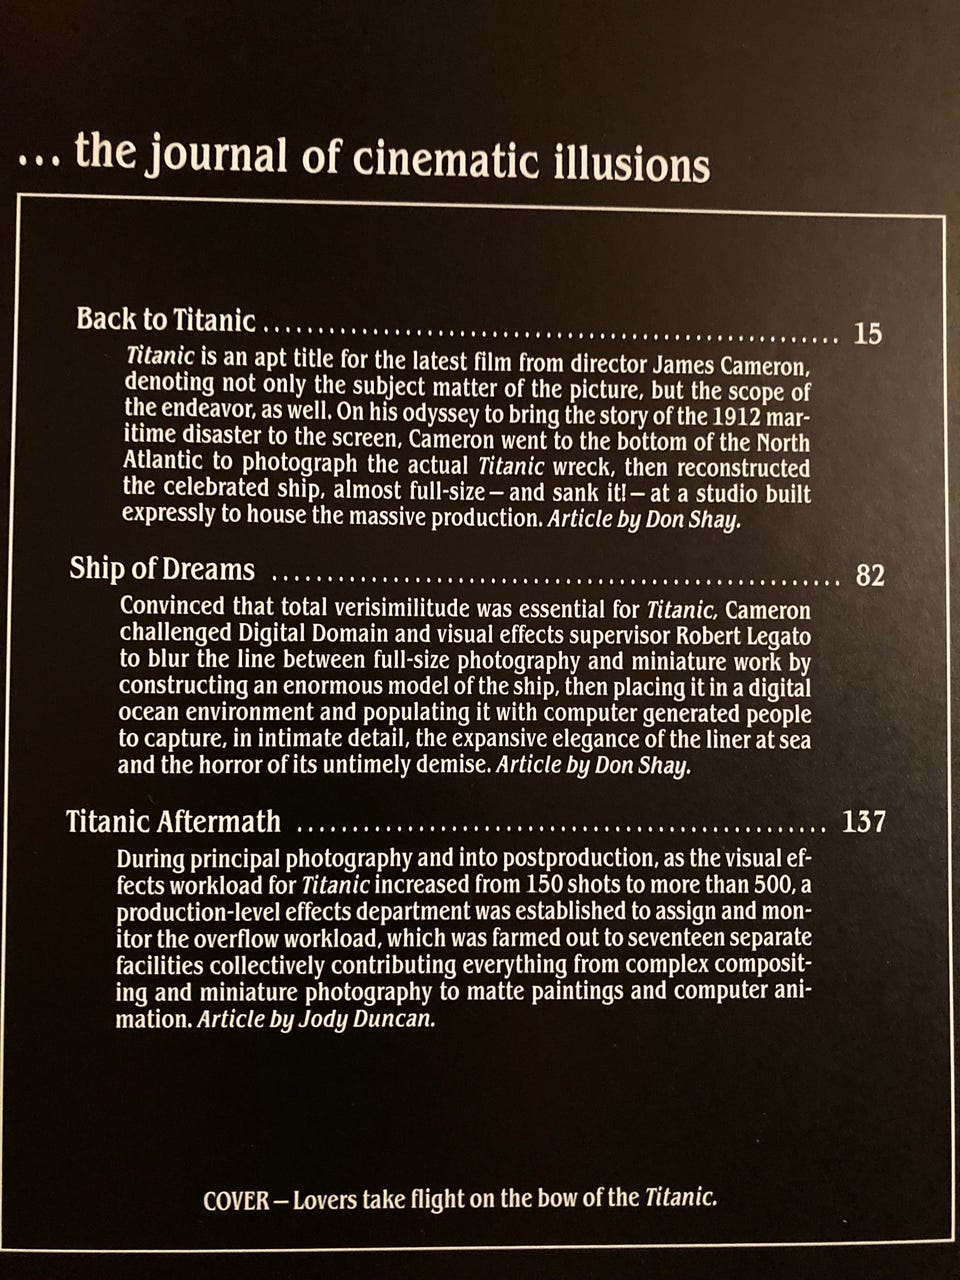 ... the journal of cinematic illusions
Back to Titanic ........................................................... 15
Titanic is an apt title for the latest film from director James Cameron,
denoting not only the subject matter of the picture, but the scope of
the endeavor, as well. On his odyssey to bring the story of the 1912 mar-
itime disaster to the screen, Cameron went to the bottom of the North
Atlantic to photograph the actual Titanic wreck, then reconstructed
the celebrated ship, almost full-size – and sank it! – at a studio built
expressly to house the massive production. Article by Don Shay.
Ship of Dreams ........................................................... 82
Convinced that total verisimilitude was essential for Titanic, Cameron
challenged Digital Domain and visual effects supervisor Robert Legato
to blur the line between full-size photography and miniature work by
constructing an enormous model of the ship, then placing it in a digital
ocean environment and populating it with computer generated people
to capture, in intimate detail, the expansive elegance of the liner at sea
and the horror of its untimely demise. Article by Don Shay.
Titanic Aftermath ...................................................... 137
During principal photography and into postproduction, as the visual ef-
fects workload for Titanic increased from 150 shots to more than 500, a
production-level effects department was established to assign and mon-
itor the overflow workload, which was farmed out to seventeen separate
facilities collectively contributing everything from complex composit-
ing and miniature photography to matte paintings and computer ani-
mation. Article by Jody Duncan.
COVER – Lovers take flight on the bow of the Titanic.